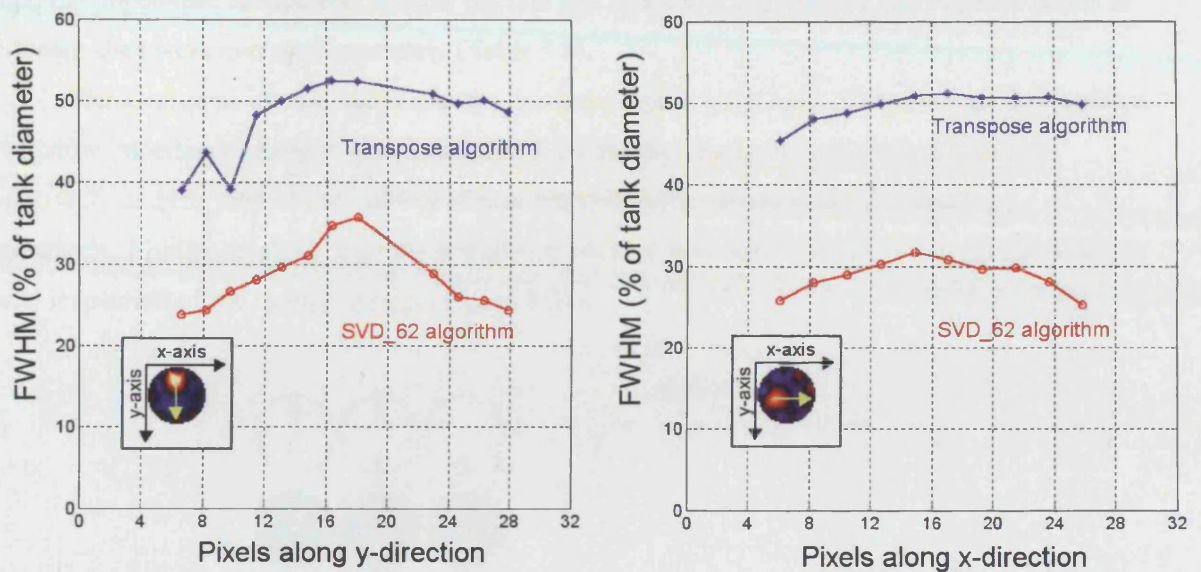 60
50
40
30
20
10
0
0 4 8 12 16 20 24 28 32
FWHM (% of tank diameter)
Pixels along y-direction
Transpose algorithm
SVD_62 algorithm
x-axis
y-axis
60
50
40
30
20
10
0
0 4 8 12 16 20 24 28 32
FWHM (% of tank diameter)
Pixels along x-direction
Transpose algorithm
SVD_62 algorithm
x-axis
y-axis